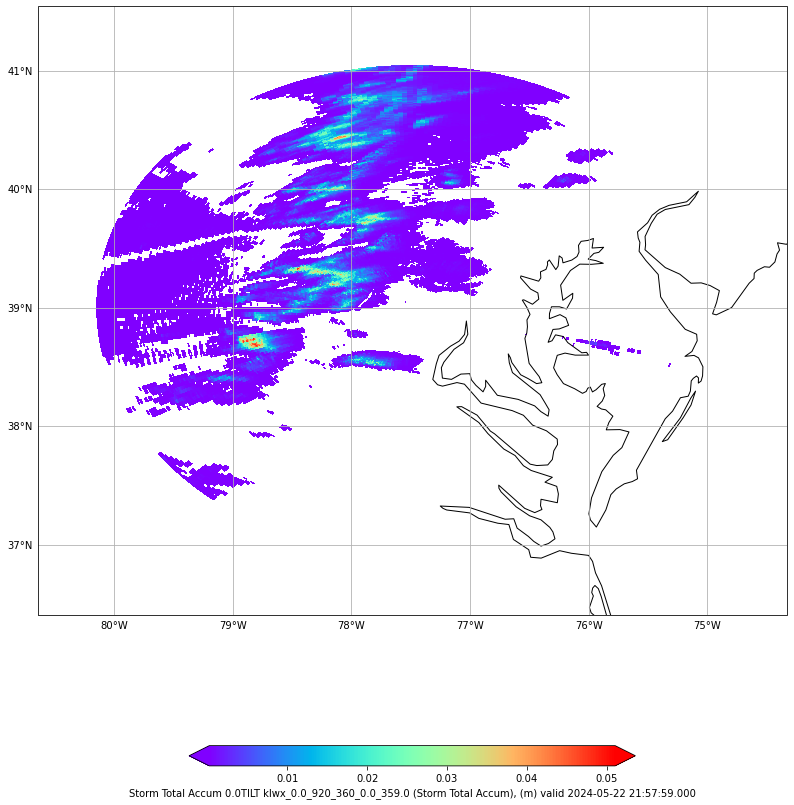 41°N
40°N
39°N
38°N
37°N
80°W 79°W 78°W 77°W 76°W 75°W
0.01 0.02 0.03 0.04 0.05
Storm Total Accum 0.0TILT klwx_0.0_920_360_0.0_359.0 (Storm Total Accum), (m) valid 2024-05-22 21:57:59.000